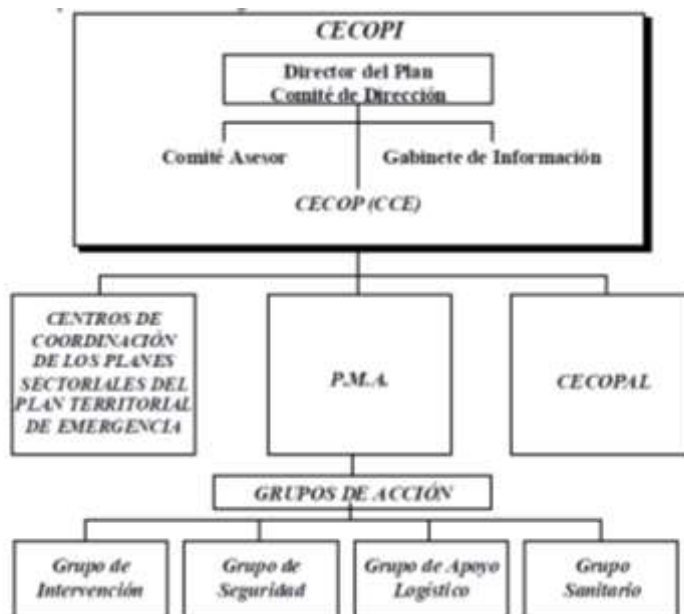 CECOPI
Director del Plan
Comité de Dirección
Comité Asesor
Gabinete de Información
CECOP (CCE)
CENTROS DE
COORDINACIÓN
DE LOS PLANES
SECTORIALES DEL
PLAN TERRITORIAL
DE EMERGENCIA
P.M.A.
CECOPAL
GRUPOS DE ACCIÓN
Grupo de
Intervención
Grupo de
Seguridad
Grupo de Apoyo
Logístico
Grupo
Sanitario